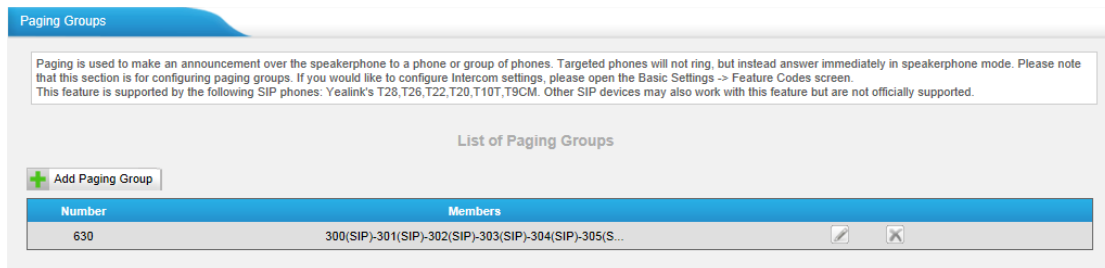 Paging Groups
Paging is used to make an announcement over the speakerphone to a phone or group of phones. Targeted phones will not ring, but instead answer immediately in speakerphone mode. Please note
that this section is for configuring paging groups. If you would like to configure Intercom settings, please open the Basic Settings -> Feature Codes screen.
This feature is supported by the following SIP phones: Yealink's T28,T26,T22,T20,T10T,T9CM. Other SIP devices may also work with this feature but are not officially supported.
List of Paging Groups
Add Paging Group
Number Members
630 300(SIP)-301(SIP)-302(SIP)-303(SIP)-304(SIP)-305(S...